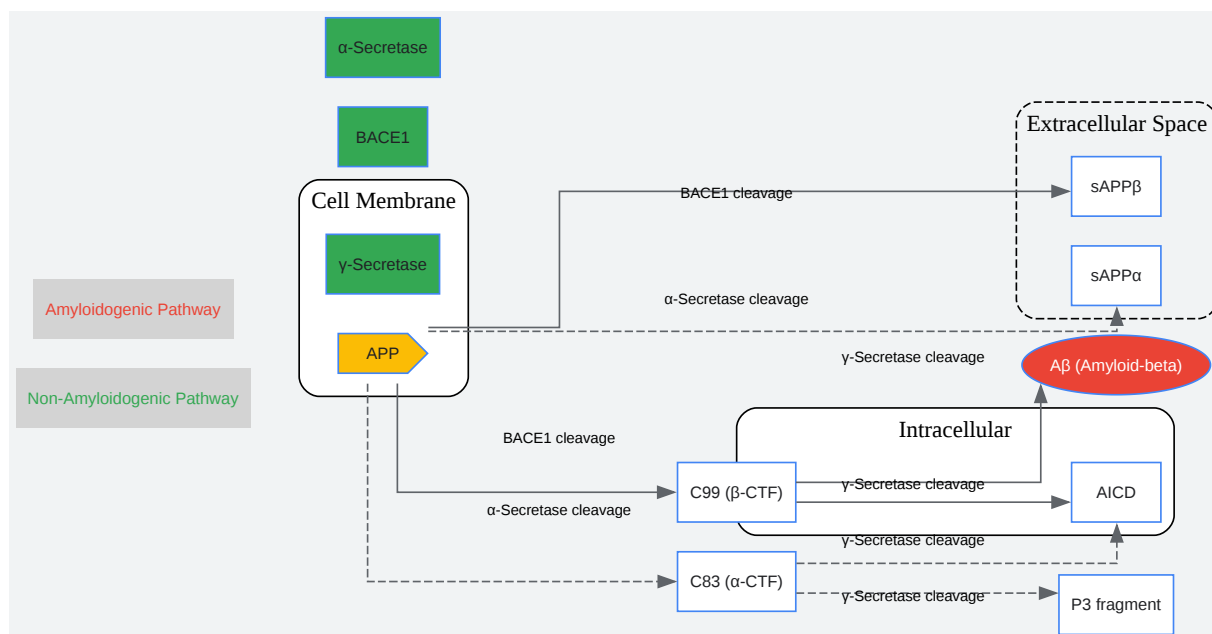 α-Secretase
BACE1
Extracellular Space
sAPPβ
BACE1 cleavage
Cell Membrane
γ-Secretase
sAPPα
α-Secretase cleavage
Amyloidogenic Pathway
APP
γ-Secretase cleavage
Aβ (Amyloid-beta)
Non-Amyloidogenic Pathway
Intracellular
BACE1 cleavage
C99 (β-CTF)
γ-Secretase cleavage
AICD
α-Secretase cleavage
γ-Secretase cleavage
C83 (α-CTF)
γ-Secretase cleavage
P3 fragment